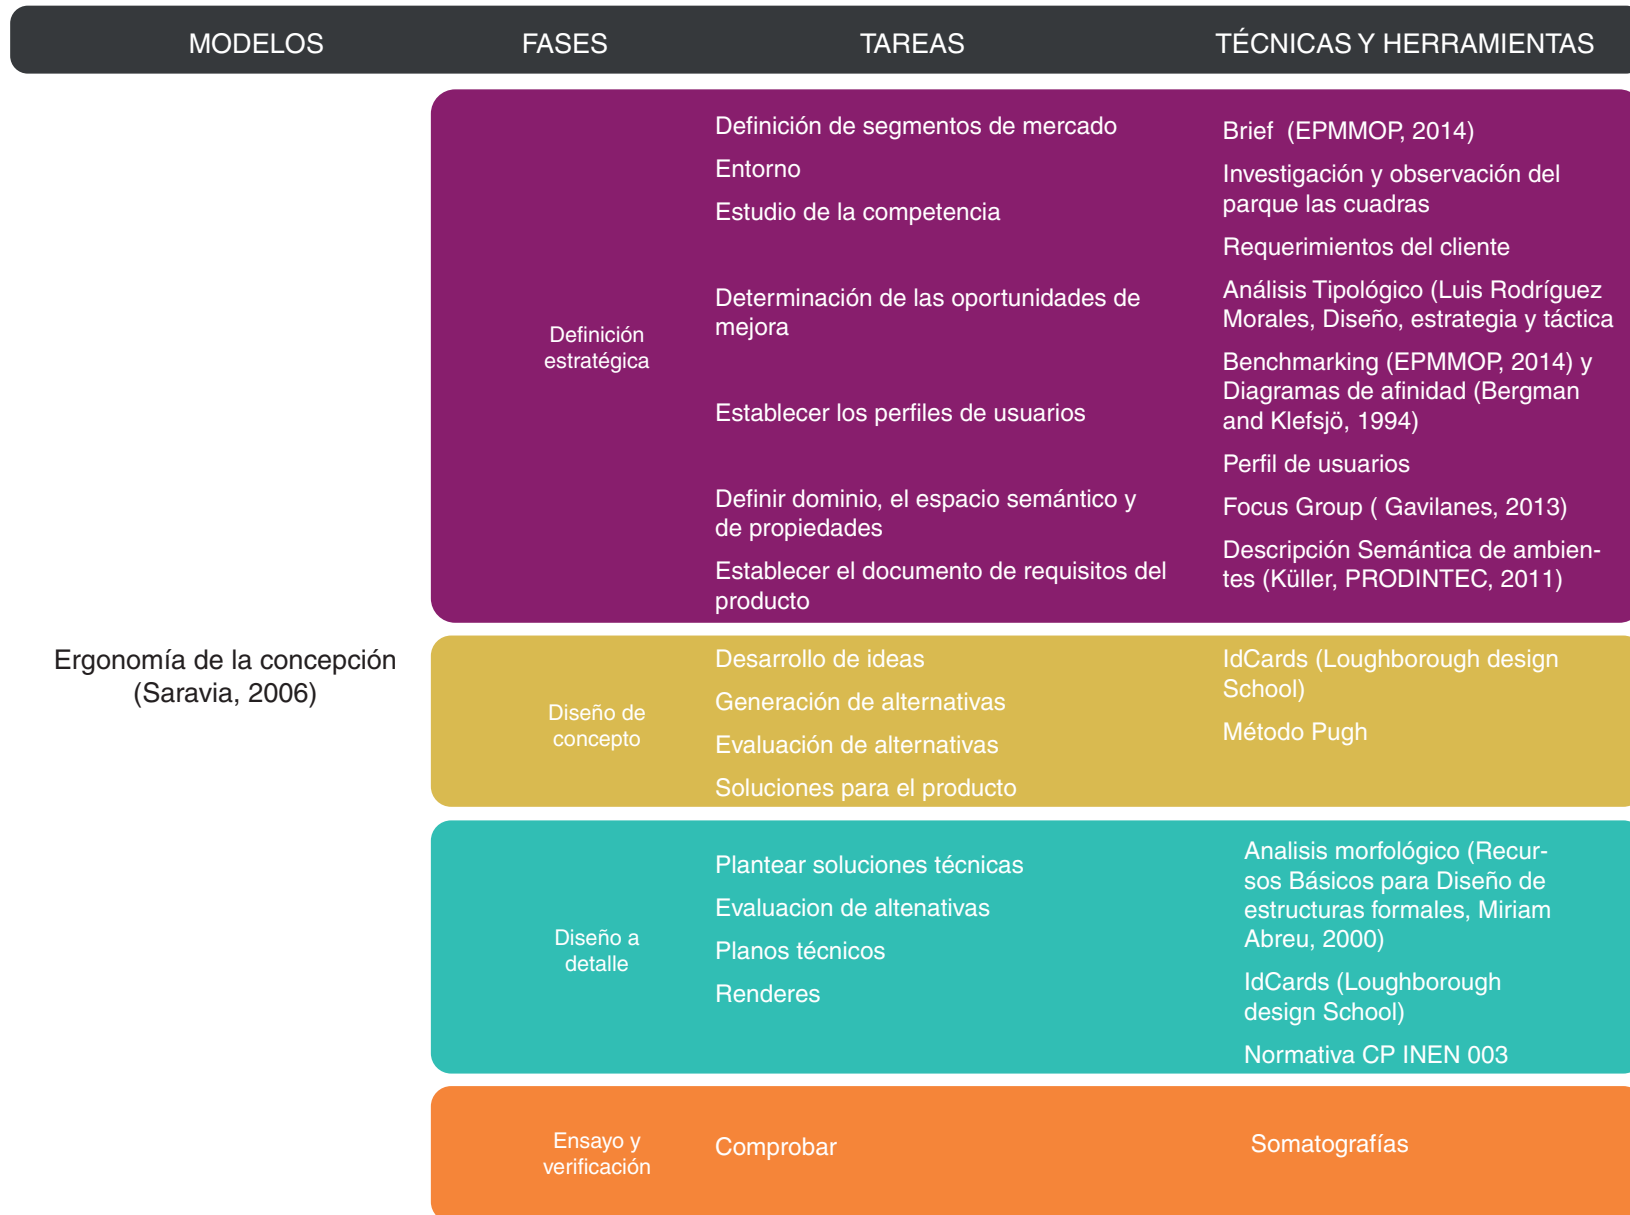 MODELOS
FASES
TAREAS
TÉCNICAS Y HERRAMIENTAS
Ergonomía de la concepción
(Saravia, 2006)
Definición
estratégica
Definición de segmentos de mercado
Entorno
Estudio de la competencia
Determinación de las oportunidades de
mejora
Establecer los perfiles de usuarios
Definir dominio, el espacio semántico y
de propiedades
Establecer el documento de requisitos del
producto
Brief (EPMMOP, 2014)
Investigación y observación del
parque las cuadras
Requerimientos del cliente
Análisis Tipológico (Luis Rodríguez
Morales, Diseño, estrategia y táctica
Benchmarking (EPMMOP, 2014) y
Diagramas de afinidad (Bergman
and Klefsjö, 1994)
Perfil de usuarios
Focus Group ( Gavilanes, 2013)
Descripción Semántica de ambien-
tes (Küller, PRODINTEC, 2011)
Diseño de
concepto
Desarrollo de ideas
Generación de alternativas
Evaluación de alternativas
Soluciones para el producto
IdCards (Loughborough design
School)
Método Pugh
Diseño a
detalle
Plantear soluciones técnicas
Evaluacion de altenativas
Planos técnicos
Renderes
Analisis morfológico (Recur-
sos Básicos para Diseño de
estructuras formales, Miriam
Abreu, 2000)
IdCards (Loughborough
design School)
Normativa CP INEN 003
Ensayo y
verificación
Comprobar
Somatografías